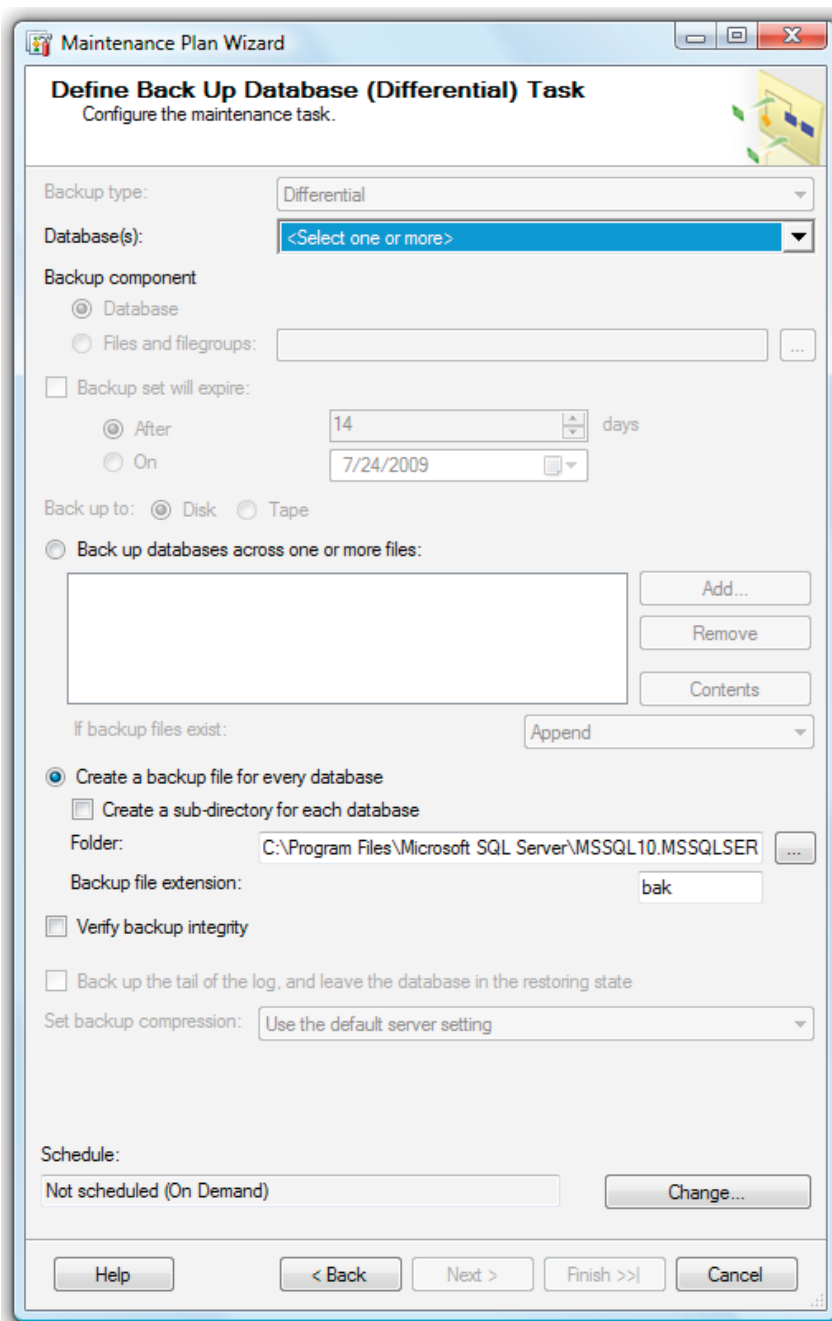 Maintenance Plan Wizard
Define Back Up Database (Differential) Task
Configure the maintenance task.
Backup type: Differential
Database(s): <Select one or more>
Backup component
Database
Files and filegroups: ...
Backup set will expire:
After 14 days
On 7/24/2009
Back up to: Disk Tape
Back up databases across one or more files:
Add...
Remove
Contents
If backup files exist: Append
Create a backup file for every database
Create a sub-directory for each database
Folder: C:\Program Files\Microsoft SQL Server\MSSQL10.MSSQLSER ...
Backup file extension: bak
Verify backup integrity
Back up the tail of the log, and leave the database in the restoring state
Set backup compression: Use the default server setting
Schedule:
Not scheduled (On Demand) Change...
Help < Back Next > Finish >>| Cancel